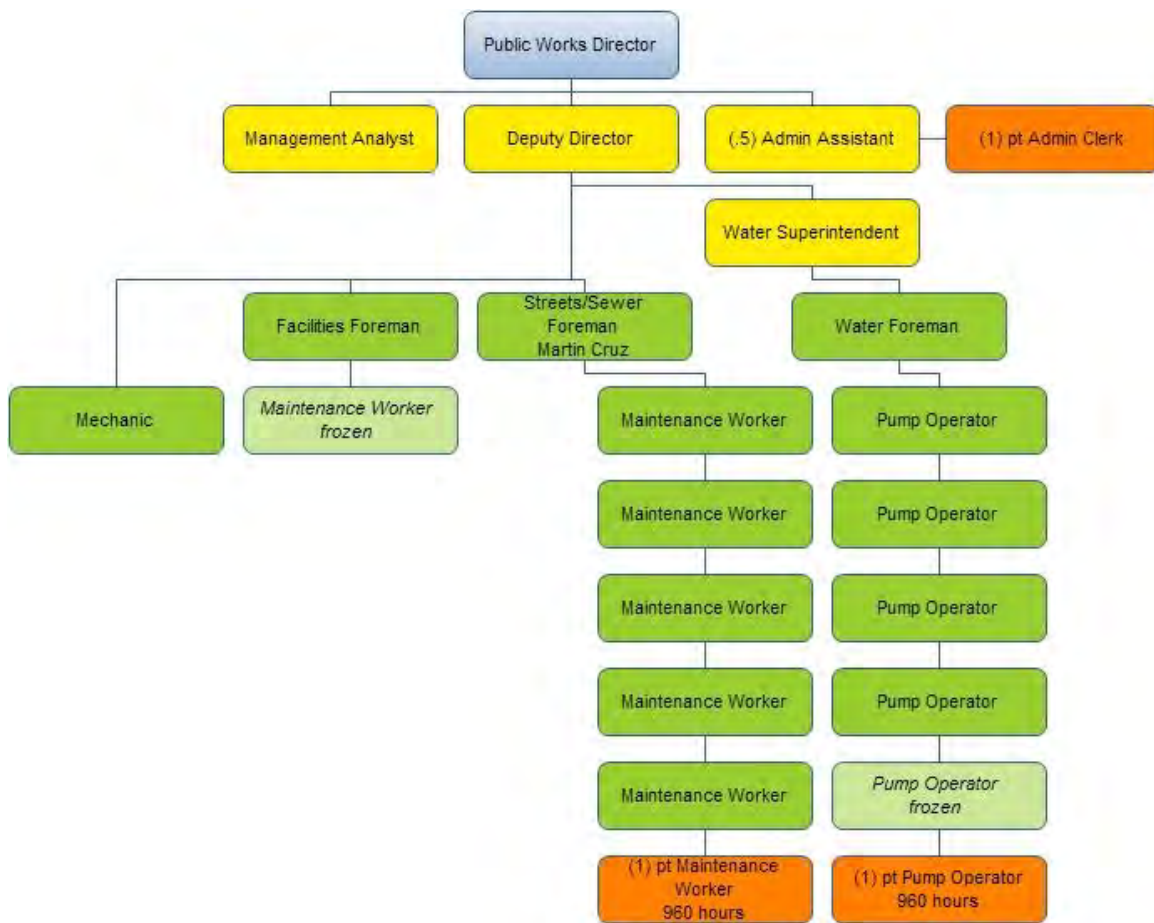 Public Works Director
Management Analyst
Deputy Director
(.5) Admin Assistant
(1) pt Admin Clerk
Water Superintendent
Facilities Foreman
Streets/Sewer
Foreman
Martin Cruz
Water Foreman
Mechanic
Maintenance Worker
frozen
Maintenance Worker
Pump Operator
Maintenance Worker
Pump Operator
Maintenance Worker
Pump Operator
Maintenance Worker
Pump Operator
Maintenance Worker
Pump Operator
frozen
(1) pt Maintenance
Worker
960 hours
(1) pt Pump Operator
960 hours